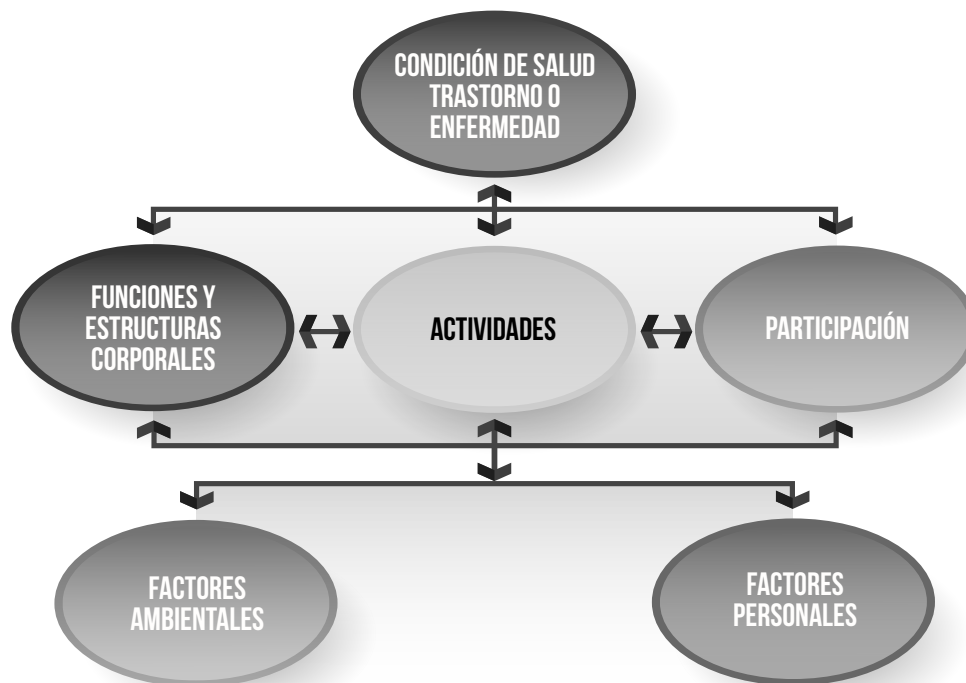 CONDICIÓN DE SALUD
TRASTORNO O
ENFERMEDAD
FUNCIONES Y
ESTRUCTURAS
CORPORALES
ACTIVIDADES
PARTICIPACIÓN
FACTORES
AMBIENTALES
FACTORES
PERSONALES